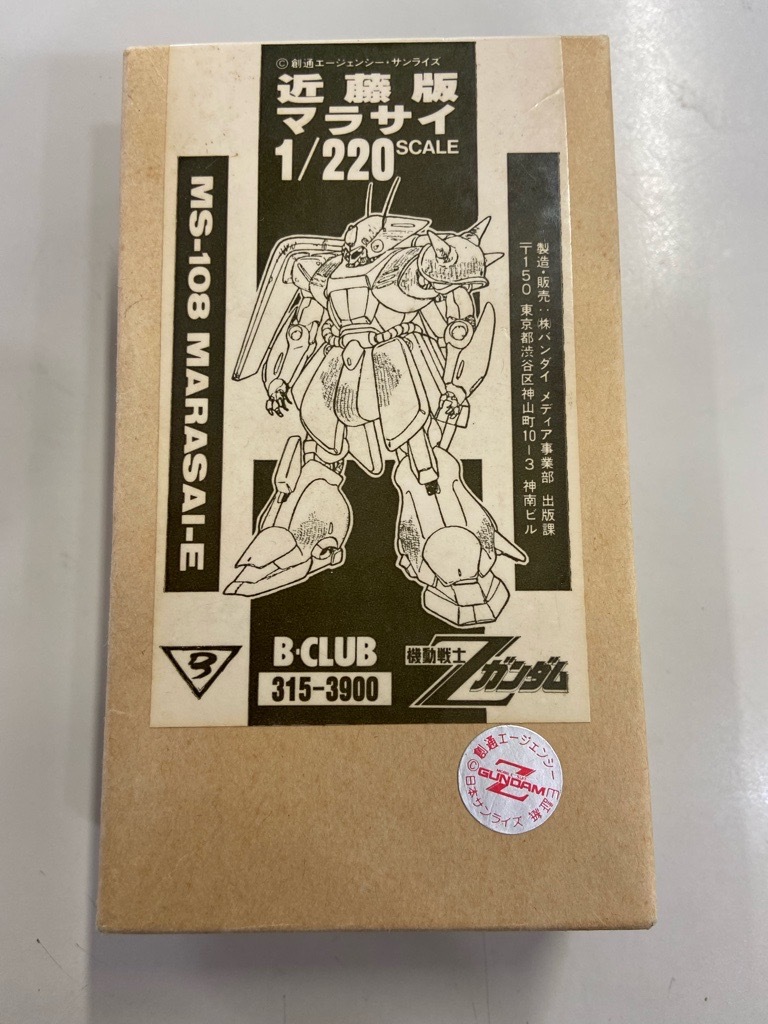 ©創通エージェンシー・サンライズ
近藤版
マラサイ
1/220 SCALE
MS-108 MARASAI-E
製造・販売:㈱バンダイ メディア事業部 出版課
〒150 東京都渋谷区神山町10-3 神南ビル
B-CLUB
315-3900
機動戦士
Zガンダム
創通エージェンシー
Z
GUNDAM
証紙
©日本サンライズ